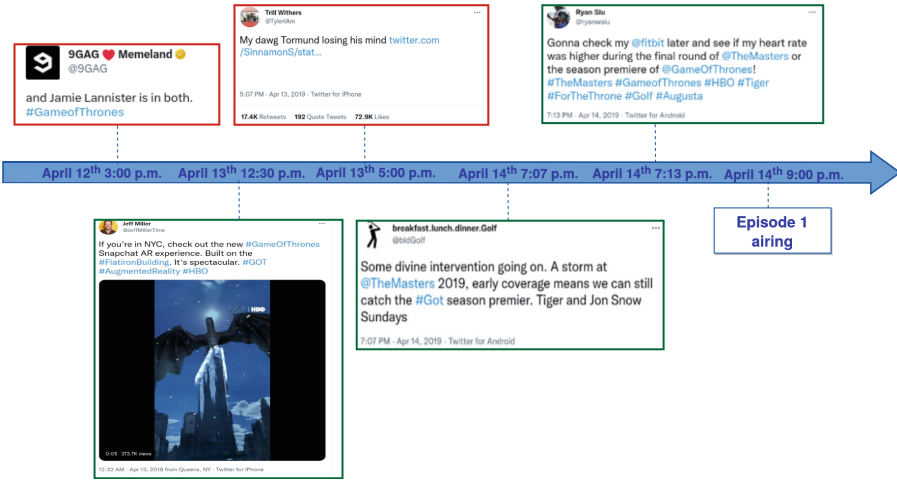 9GAG ❤️ Memeland
@9GAG
and Jamie Lannister is in both.
#GameofThrones
Trill Withers
@TylerIAm
My dawg Tormund losing his mind twitter.com
/SinnamonS/stat...
5:07 PM · Apr 13, 2019 · Twitter for iPhone
17.4K Retweets 192 Quote Tweets 72.9K Likes
Ryan Siu
@ryanwsiu
Gonna check my @fitbit later and see if my heart rate
was higher during the final round of @TheMasters or
the season premiere of @GameOfThrones!
#TheMasters #GameofThrones #HBO #Tiger
#ForTheThrone #Golf #Augusta
7:13 PM · Apr 14, 2019 · Twitter for Android
April 12th 3:00 p.m. April 13th 12:30 p.m. April 13th 5:00 p.m. April 14th 7:07 p.m. April 14th 7:13 p.m. April 14th 9:00 p.m.
Jeff Miller
@JeffMillerTime
If you're in NYC, check out the new #GameOfThrones
Snapchat AR experience. Built on the
#FlatironBuilding. It's spectacular. #GOT
#AugmentedReality #HBO
HBO
0:05 373.7K views
12:32 AM · Apr 13, 2019 from Queens, NY · Twitter for iPhone
breakfast.lunch.dinner.Golf
@bldGolf
Some divine intervention going on. A storm at
@TheMasters 2019, early coverage means we can still
catch the #Got season premier. Tiger and Jon Snow
Sundays
7:07 PM · Apr 14, 2019 · Twitter for Android
Episode 1
airing